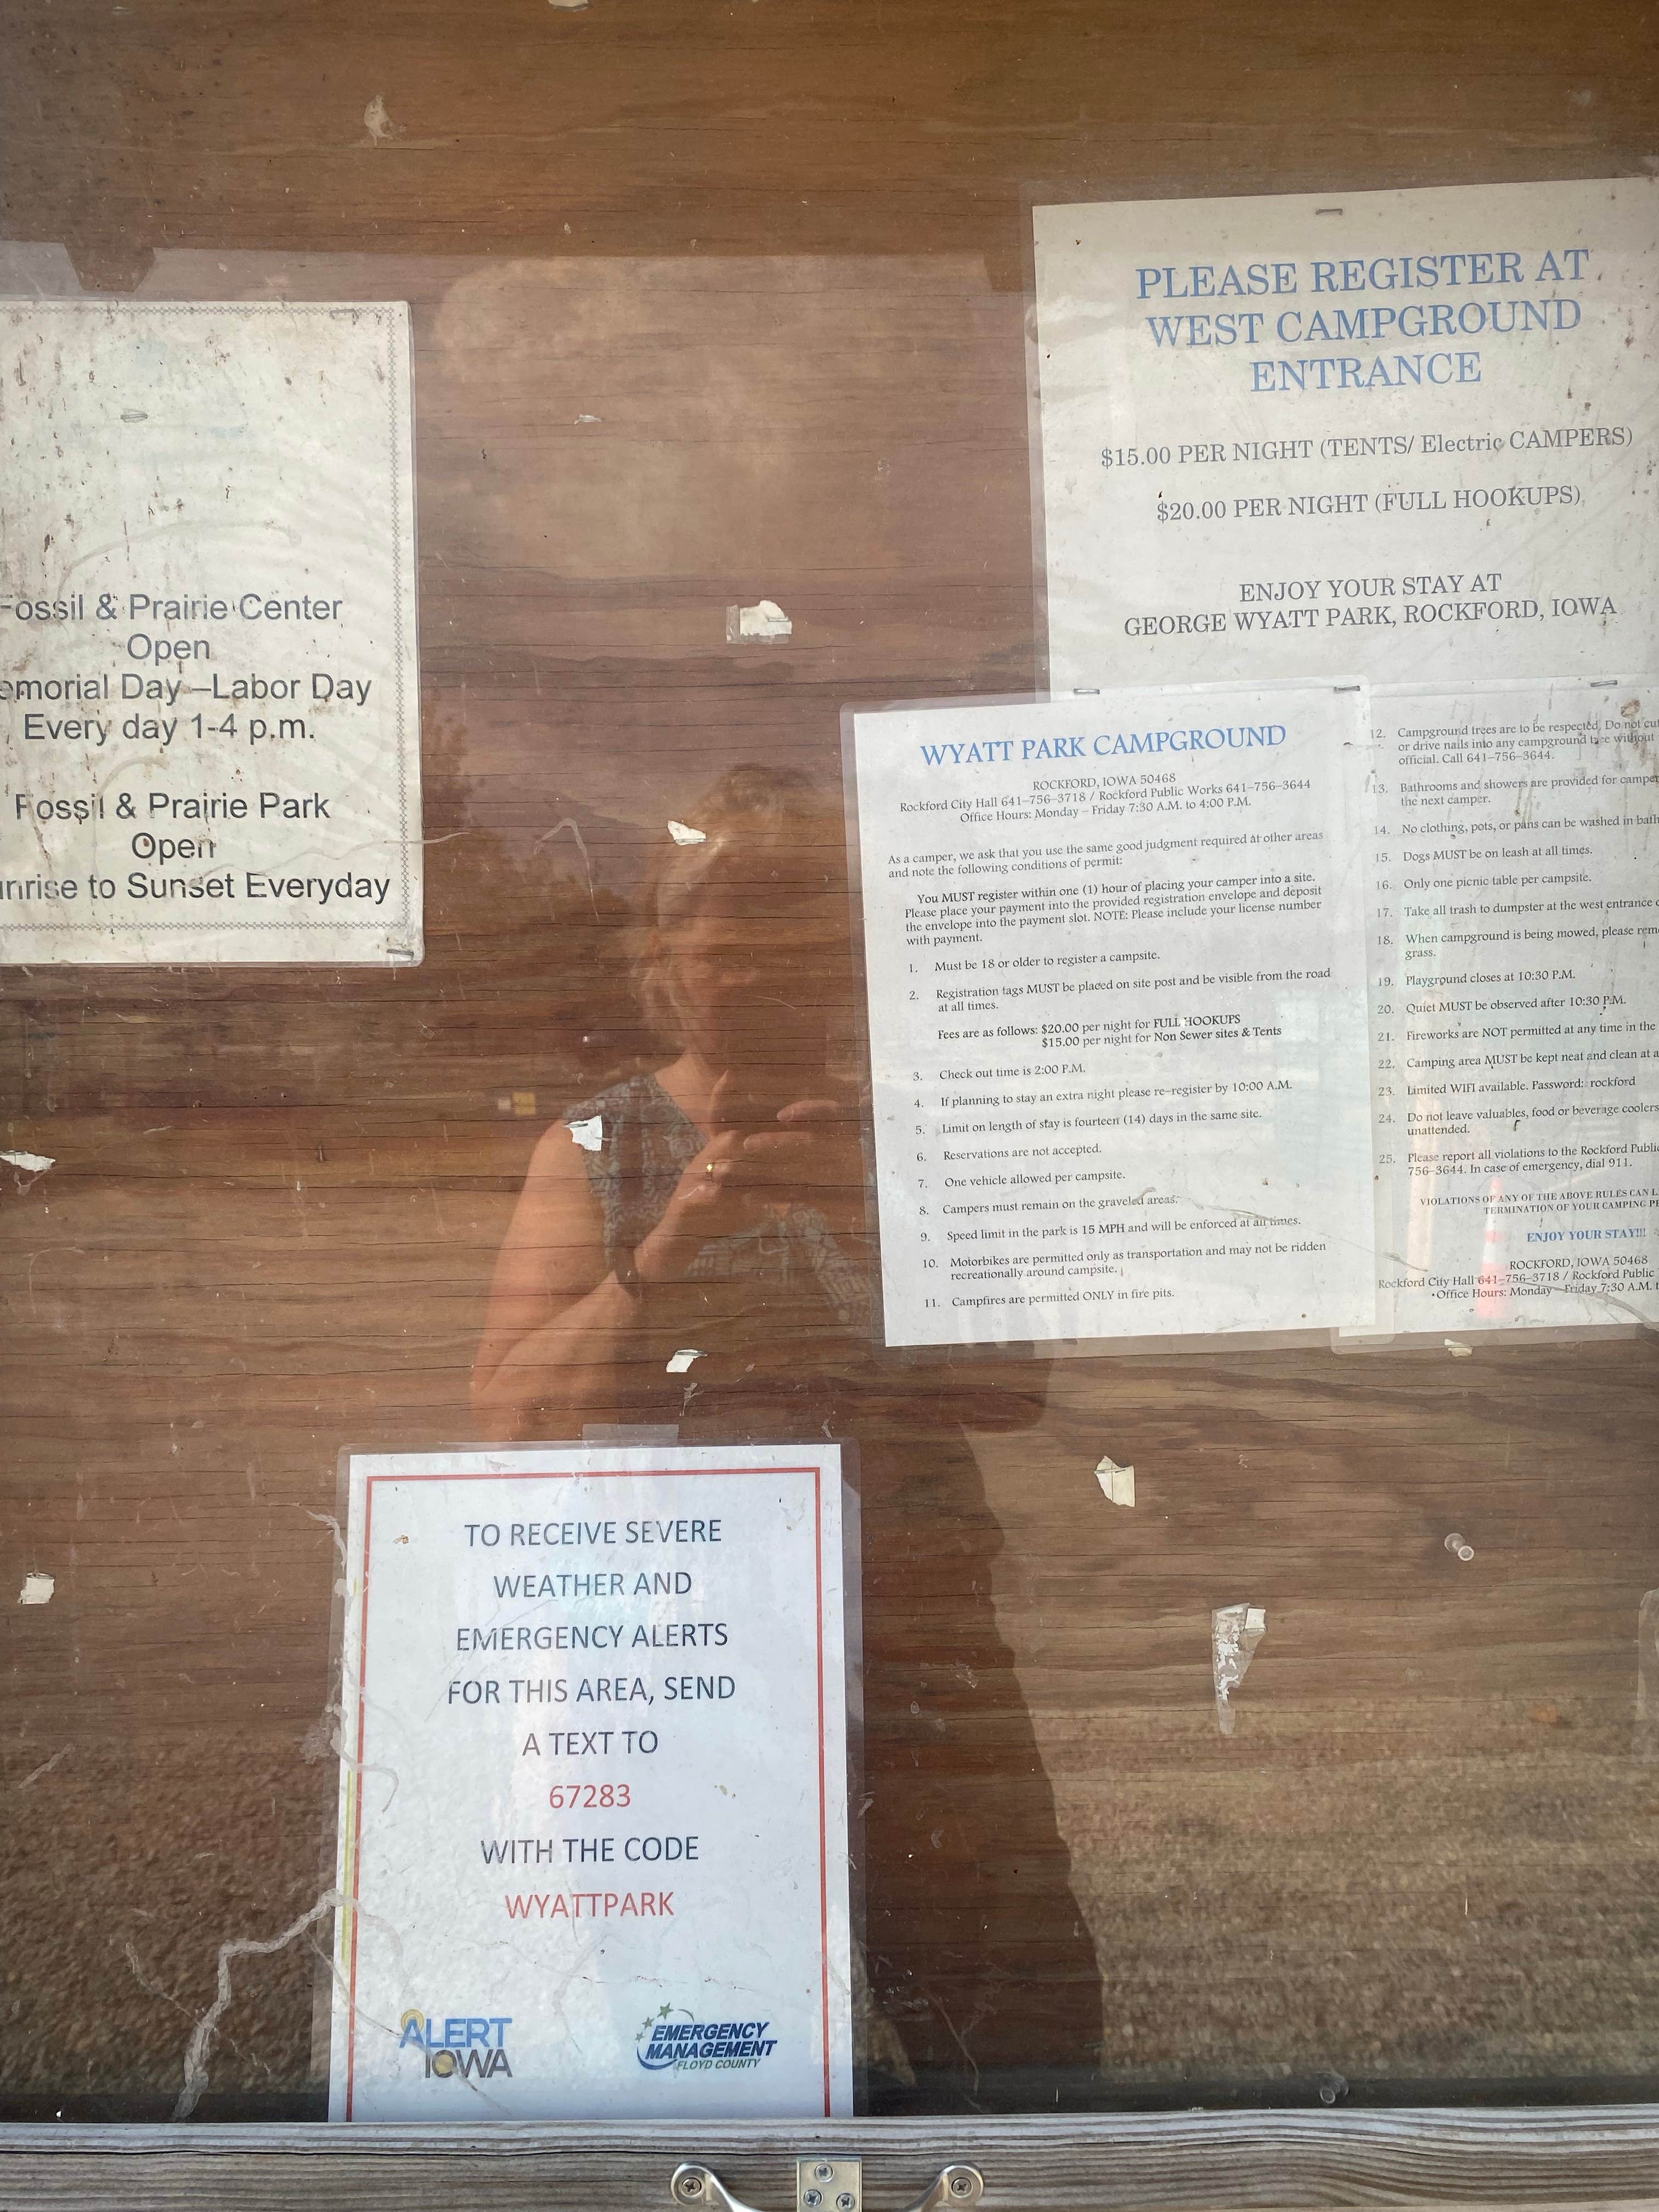 ossil & Prairie Center
Open
emorial Day –Labor Day
Every day 1-4 p.m.
Fossil & Prairie Park
Open
nrise to Sunset Everyday
PLEASE REGISTER AT
WEST CAMPGROUND
ENTRANCE
$15.00 PER NIGHT (TENTS/ Electric CAMPERS)
$20.00 PER NIGHT (FULL HOOKUPS)
ENJOY YOUR STAY AT
GEORGE WYATT PARK, ROCKFORD, IOWA
WYATT PARK CAMPGROUND
ROCKFORD, IOWA 50468
Rockford City Hall 641-756-3718 / Rockford Public Works 641-756-3644
Office Hours: Monday - Friday 7:30 A.M. to 4:00 P.M.
As a camper, we ask that you use the same good judgment required at other areas
and note the following conditions of permit:
You MUST register within one (1) hour of placing your camper into a site.
Please place your payment into the provided registration envelope and deposit
the envelope into the payment slot. NOTE: Please include your license number
with payment.
1. Must be 18 or older to register a campsite.
2. Registration tags MUST be placed on site post and be visible from the road
at all times.
Fees are as follows: $20.00 per night for FULL HOOKUPS
$15.00 per night for Non Sewer sites & Tents
3. Check out time is 2:00 P.M.
4. If planning to stay an extra night please re-register by 10:00 A.M.
5. Limit on length of stay is fourteen (14) days in the same site.
6. Reservations are not accepted.
7. One vehicle allowed per campsite.
8. Campers must remain on the graveled areas.
9. Speed limit in the park is 15 MPH and will be enforced at all times.
10. Motorbikes are permitted only as transportation and may not be ridden
recreationally around campsite.
11. Campfires are permitted ONLY in fire pits.
12. Campground trees are to be respected. Do not cut
or drive nails into any campground tree without
official. Call 641-756-3644.
13. Bathrooms and showers are provided for camper
the next camper.
14. No clothing, pots, or pans can be washed in bath
15. Dogs MUST be on leash at all times.
16. Only one picnic table per campsite.
17. Take all trash to dumpster at the west entrance
18. When campground is being mowed, please rem
grass.
19. Playground closes at 10:30 P.M.
20. Quiet MUST be observed after 10:30 P.M.
21. Fireworks are NOT permitted at any time in the
22. Camping area MUST be kept neat and clean at a
23. Limited WIFI available. Password: rockford
24. Do not leave valuables, food or beverage coolers
unattended.
25. Please report all violations to the Rockford Public
756-3644. In case of emergency, dial 911.
VIOLATIONS OF ANY OF THE ABOVE RULES CAN L
TERMINATION OF YOUR CAMPING PE
ENJOY YOUR STAY!!!
ROCKFORD, IOWA 50468
Rockford City Hall 641-756-3718 / Rockford Public
Office Hours: Monday - Friday 7:30 A.M. t
TO RECEIVE SEVERE
WEATHER AND
EMERGENCY ALERTS
FOR THIS AREA, SEND
A TEXT TO
67283
WITH THE CODE
WYATTPARK
ALERT
IOWA
EMERGENCY
MANAGEMENT
FLOYD COUNTY